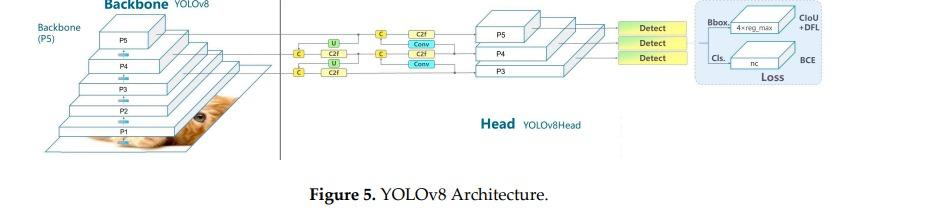 Backbone YOLOv8
Backbone
(P5)
P5
P4
P3
P2
P1
C
C2f
U
C2f
C
Conv
C
U
C2f
C
C2f
Conv
C
C2f
P5
P4
P3
Detect
Detect
Detect
Bbox.
4×reg_max
CIoU
+DFL
Cls.
nc
BCE
Loss
Head YOLOv8Head
Figure 5. YOLOv8 Architecture.